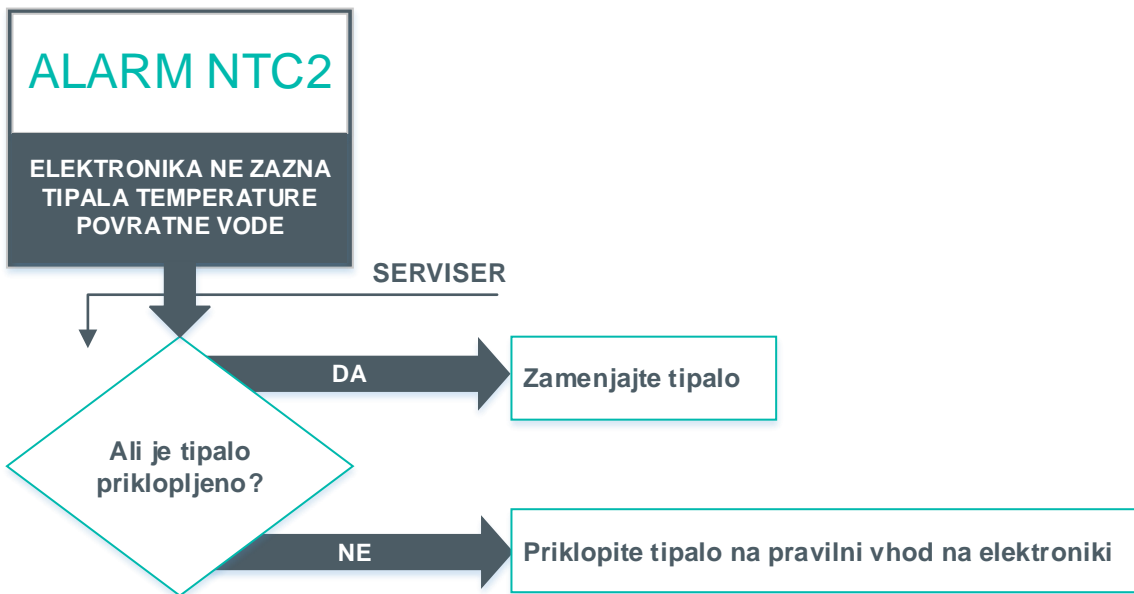 ALARM NTC2
ELEKTRONIKA NE ZAZNA
TIPALA TEMPERATURE
POVRATNE VODE
SERVISER
DA
Zamenjajte tipalo
Ali je tipalo
priklopljeno?
NE
Priklopite tipalo na pravilni vhod na elektroniki